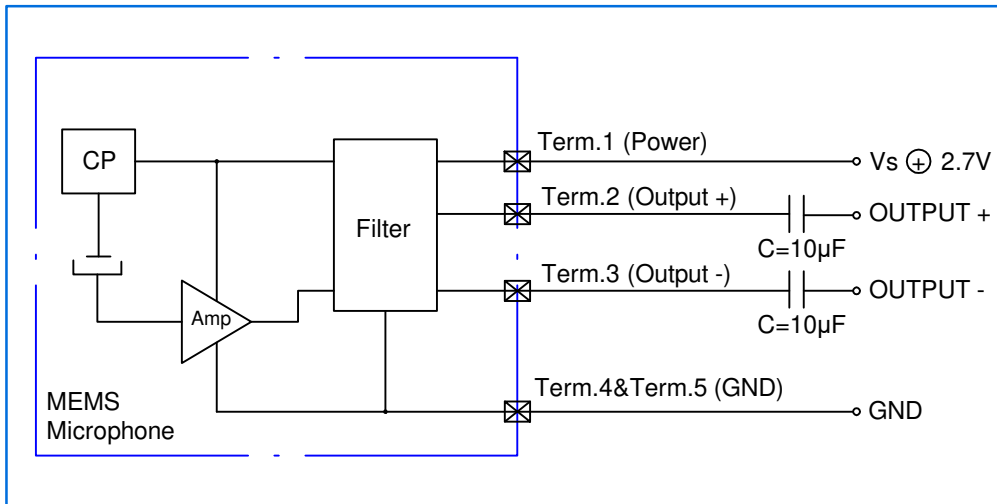 CP
Filter
Amp
MEMS
Microphone
Term.1 (Power)
Vs + 2.7V
Term.2 (Output +)
C=10µF
OUTPUT +
Term.3 (Output -)
C=10µF
OUTPUT -
Term.4&Term.5 (GND)
GND